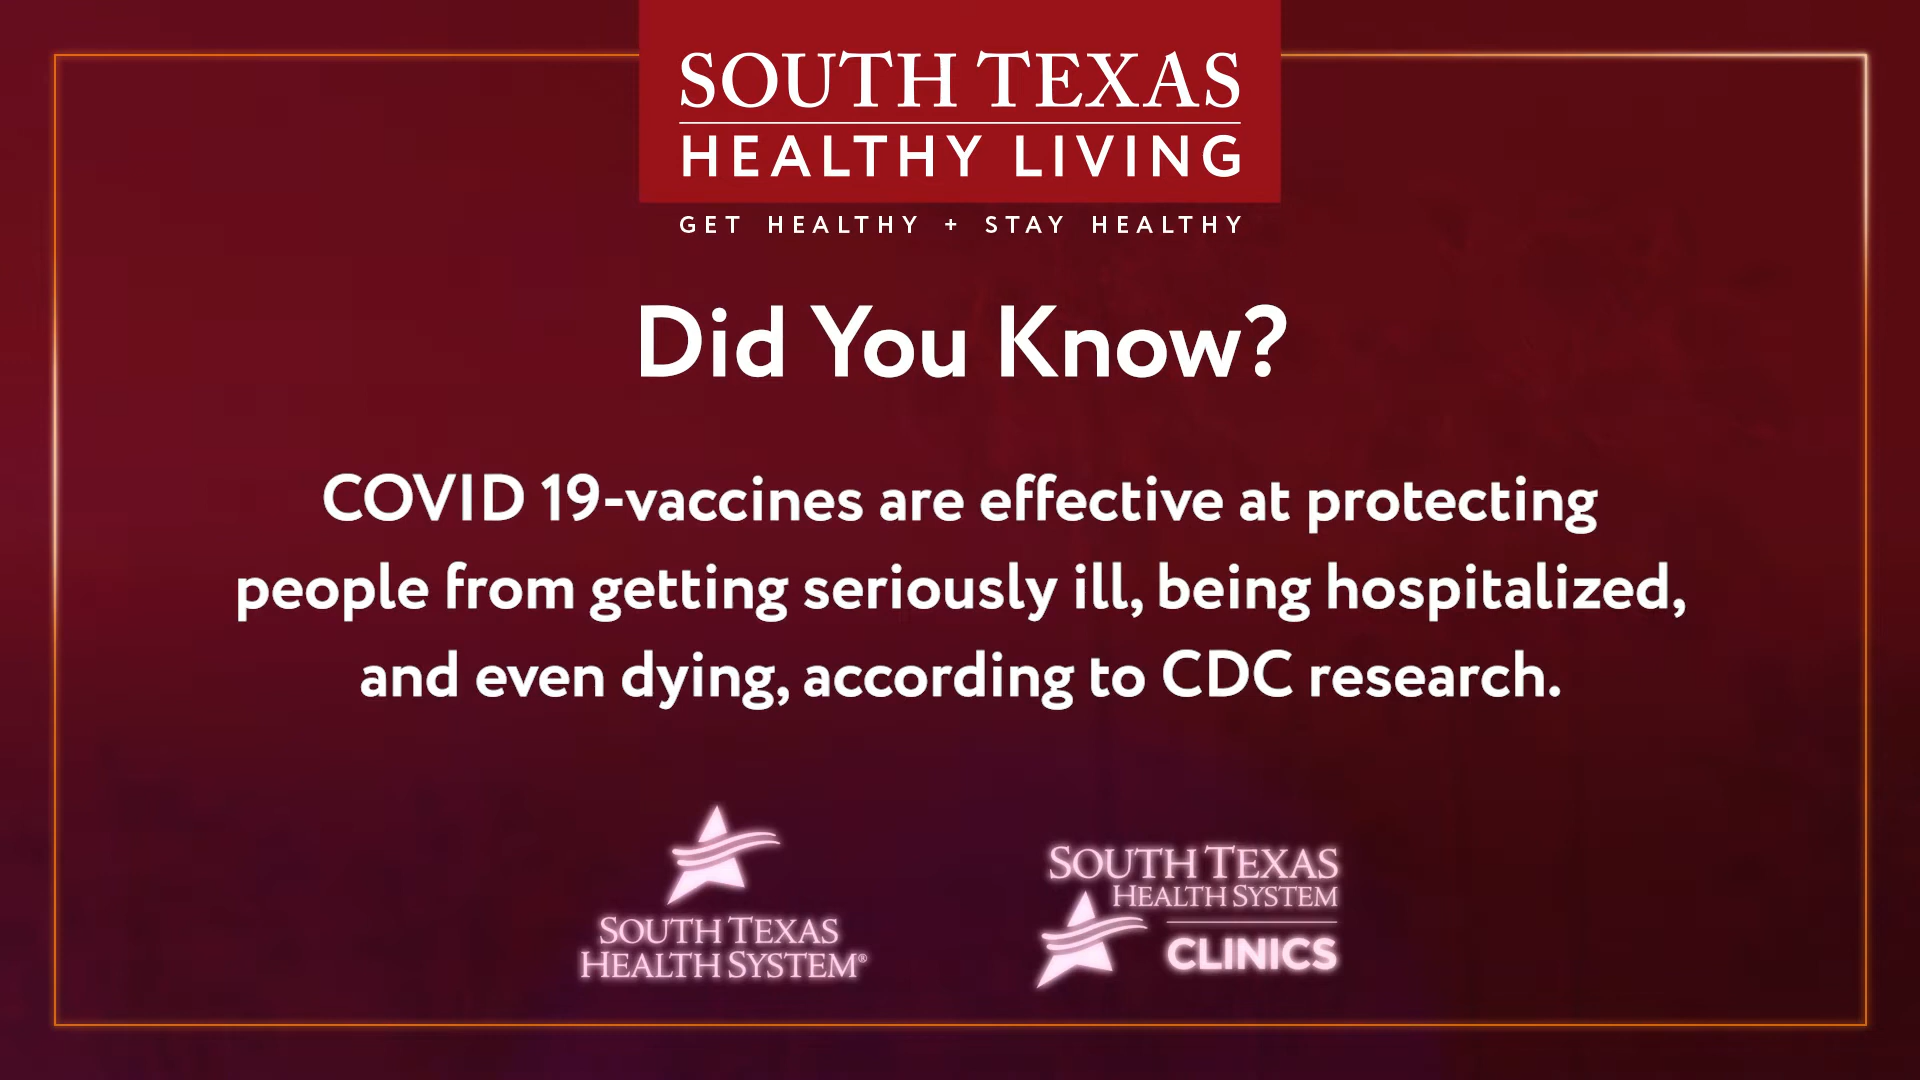 SOUTH TEXAS
HEALTHY LIVING
GET HEALTHY + STAY HEALTHY
Did You Know?
COVID 19-vaccines are effective at protecting
people from getting seriously ill, being hospitalized,
and even dying, according to CDC research.
SOUTH TEXAS
HEALTH SYSTEM®
SOUTH TEXAS
HEALTH SYSTEM
CLINICS